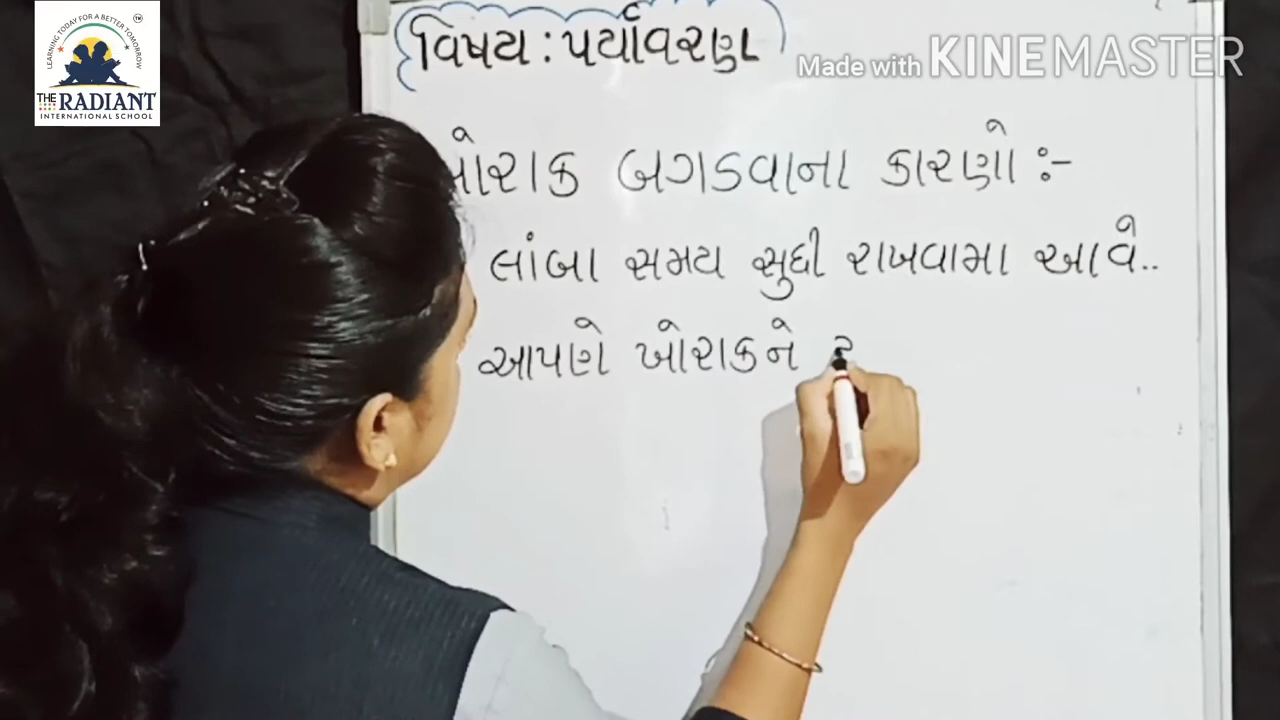 LEARNING TODAY FOR A BETTER TOMORROW
TM
THE RADIANT
INTERNATIONAL SCHOOL
Made with KINEMASTER
વિષય : પર્યાવરણ
બગડવાના કારણો :-
લાંબા સમય સુધી રાખવામા આવે..
આપણે ખોરાકને